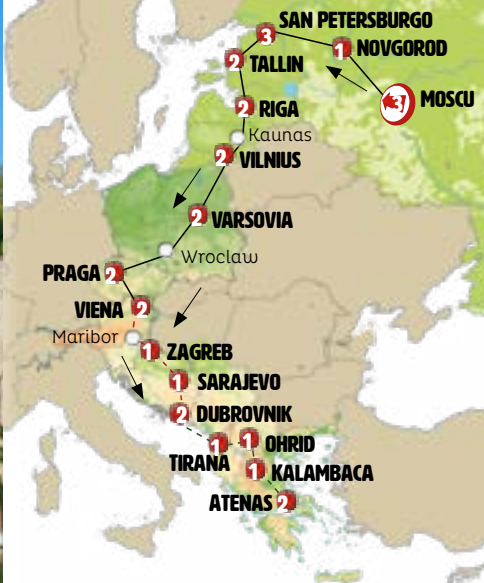 3 SAN PETERSBURGO
1 NOVGOROD
2 TALLIN
3 MOSCU
2 RIGA
Kaunas
2 VILNIUS
2 VARSOVIA
Wroclaw
PRAGA 2
VIENA 2
Maribor
1 ZAGREB
1 SARAJEVO
2 DUBROVNIK
1 TIRANA
1 OHRID
1 KALAMBACA
ATENAS 2